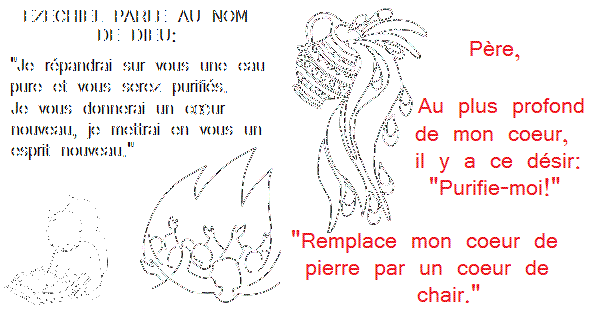 EZECHIEL PARLE AU NOM
DE DIEU:
"Je répandrai sur vous une eau
pure et vous serez purifiés.
Je vous donnerai un cœur
nouveau, je mettrai en vous un
esprit nouveau."
Père,
Au plus profond
de mon coeur,
il y a ce désir:
"Purifie-moi!"
"Remplace mon coeur de
pierre par un coeur de
chair."